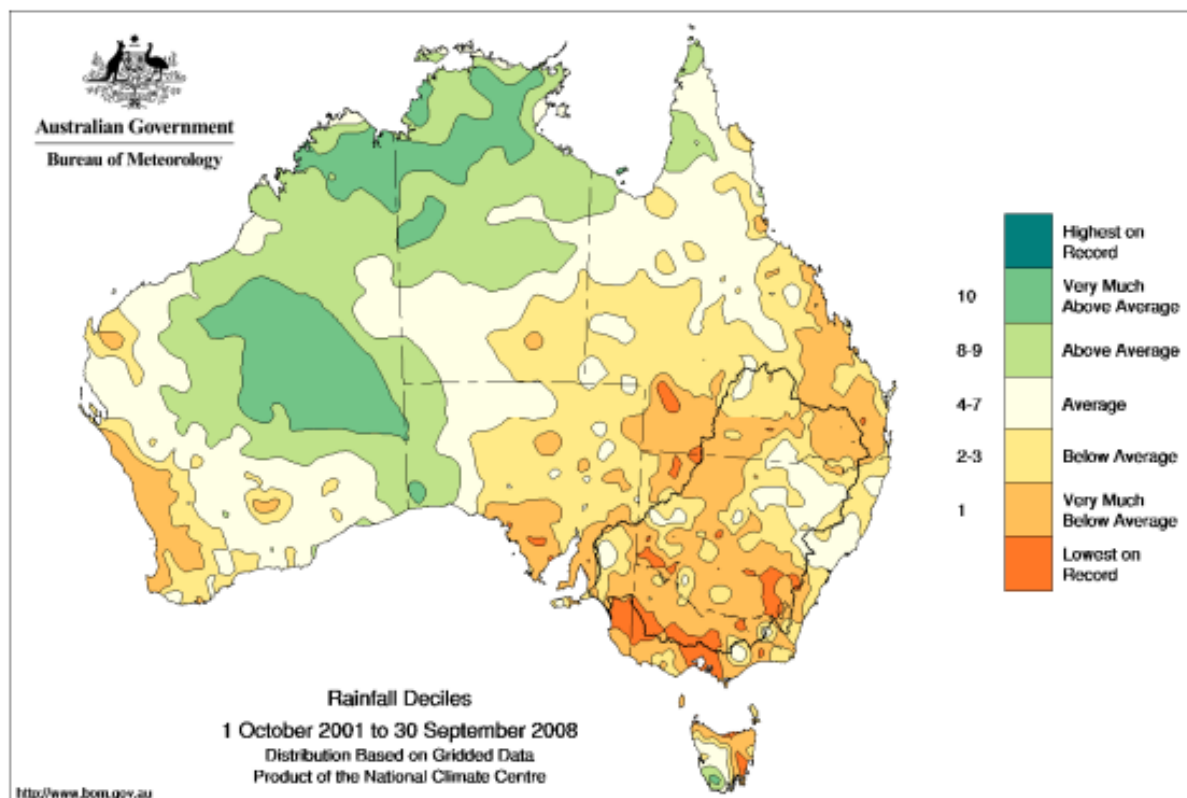 Australian Government
Bureau of Meteorology
Highest on
Record
10
Very Much
Above Average
8-9
Above Average
4-7
Average
2-3
Below Average
1
Very Much
Below Average
Lowest on
Record
Rainfall Deciles
1 October 2001 to 30 September 2008
Distribution Based on Gridded Data
Product of the National Climate Centre
http://www.bom.gov.au